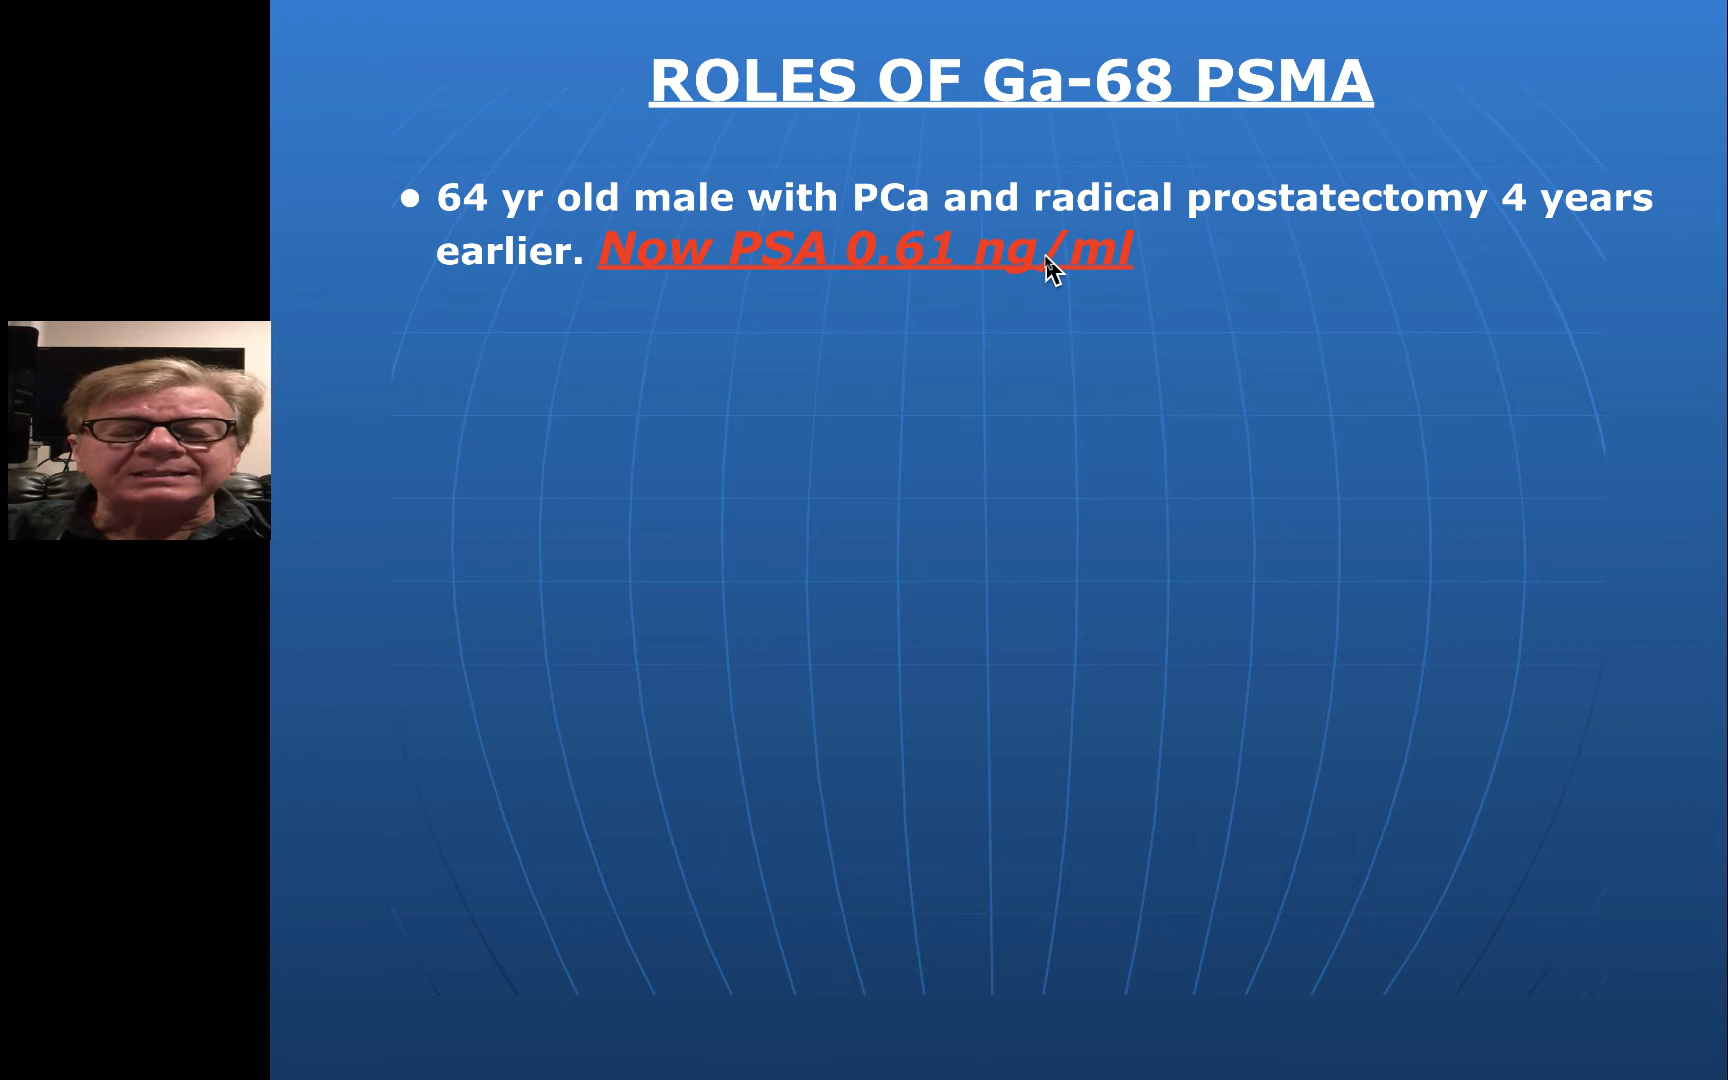 ROLES OF Ga-68 PSMA
• 64 yr old male with PCa and radical prostatectomy 4 years
earlier. Now PSA 0.61 ng/ml